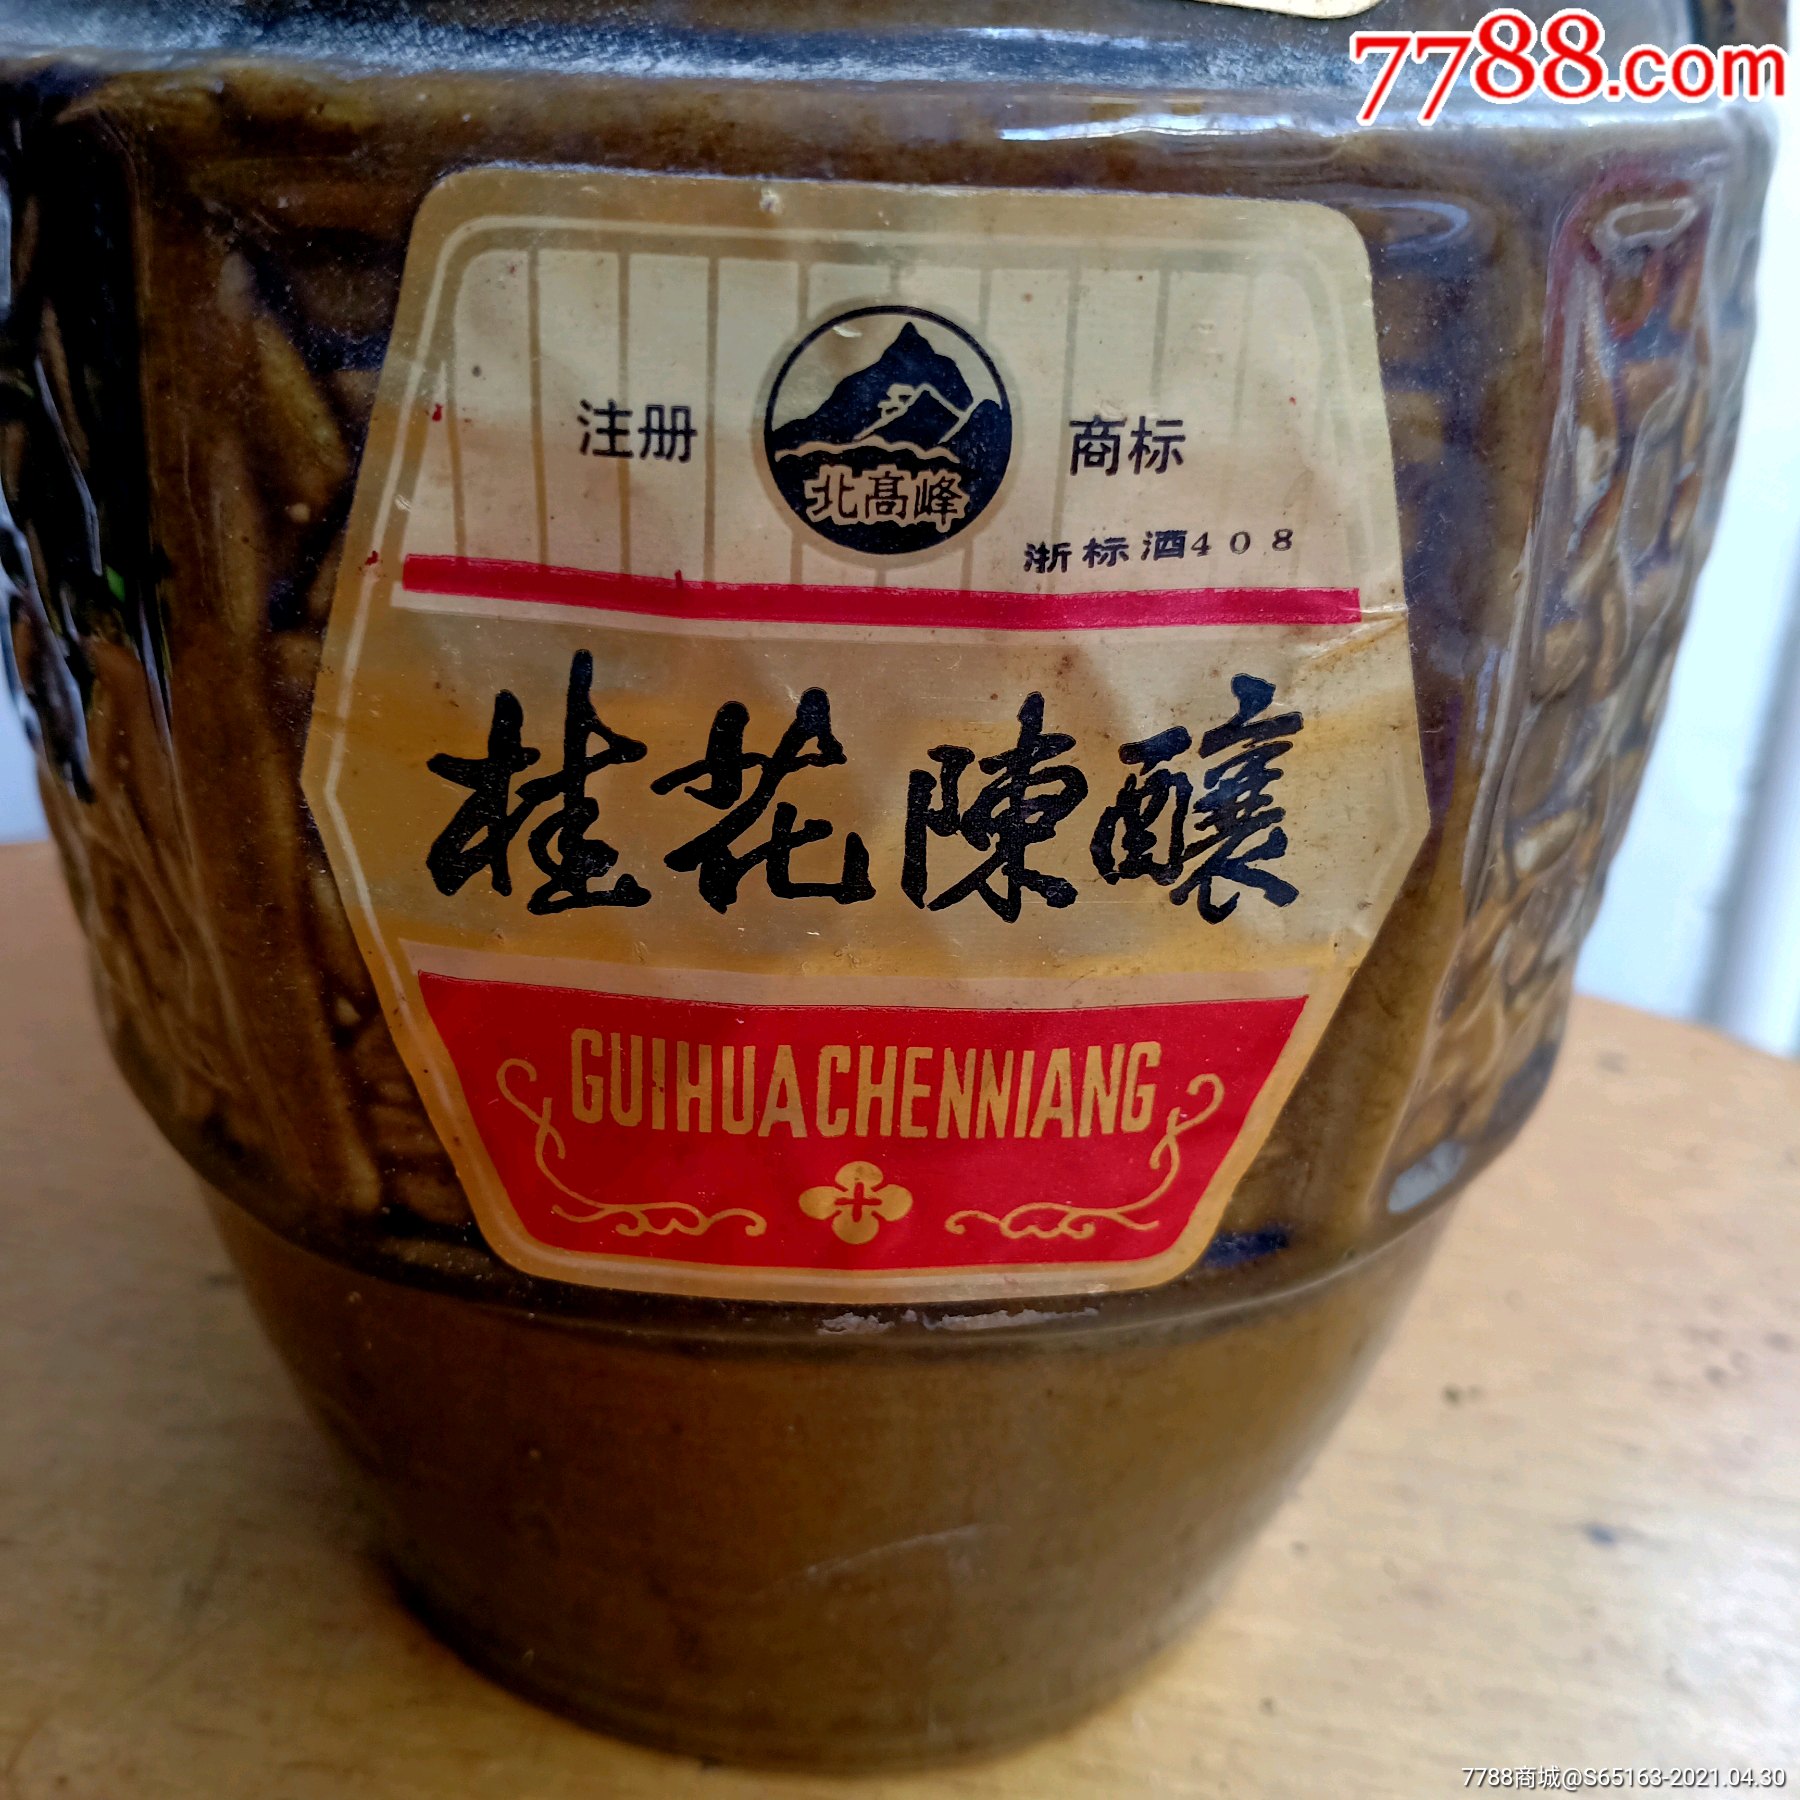 7788.com
注册 商标
北高峰
浙标酒408
桂花陳釀
GUIHUACHENNIANG
7788商城@S65163-2021.04.30